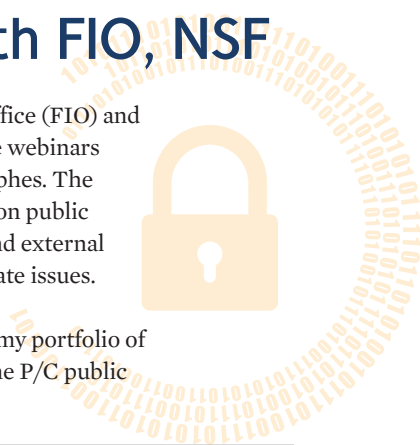 th FIO, NSF
ffice (FIO) and
e webinars
phes. The
on public
nd external
ate issues.
my portfolio of
he P/C public